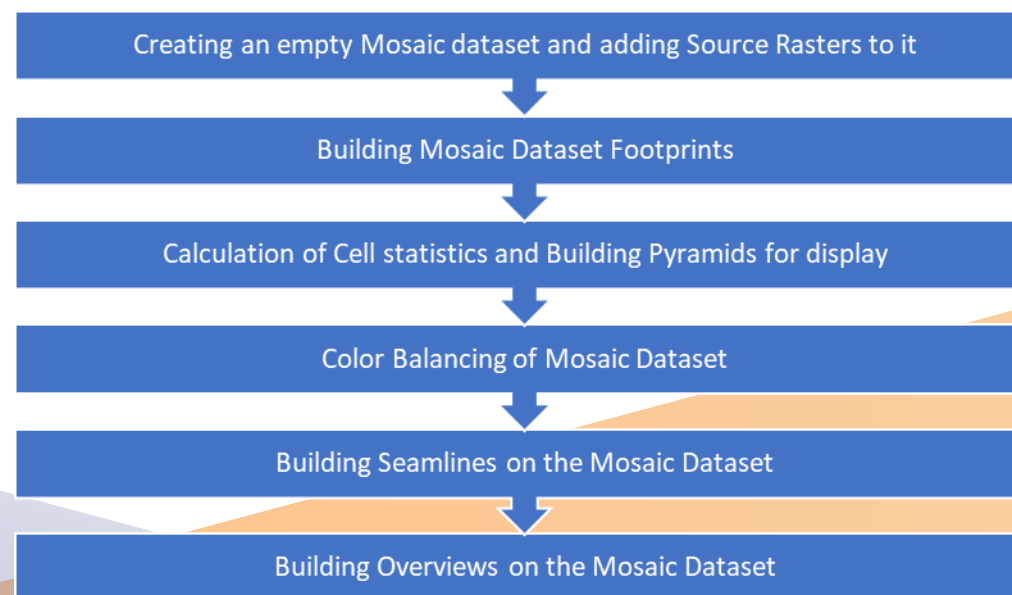 Creating an empty Mosaic dataset and adding Source Rasters to it
Building Mosaic Dataset Footprints
Calculation of Cell statistics and Building Pyramids for display
Color Balancing of Mosaic Dataset
Building Seamlines on the Mosaic Dataset
Building Overviews on the Mosaic Dataset